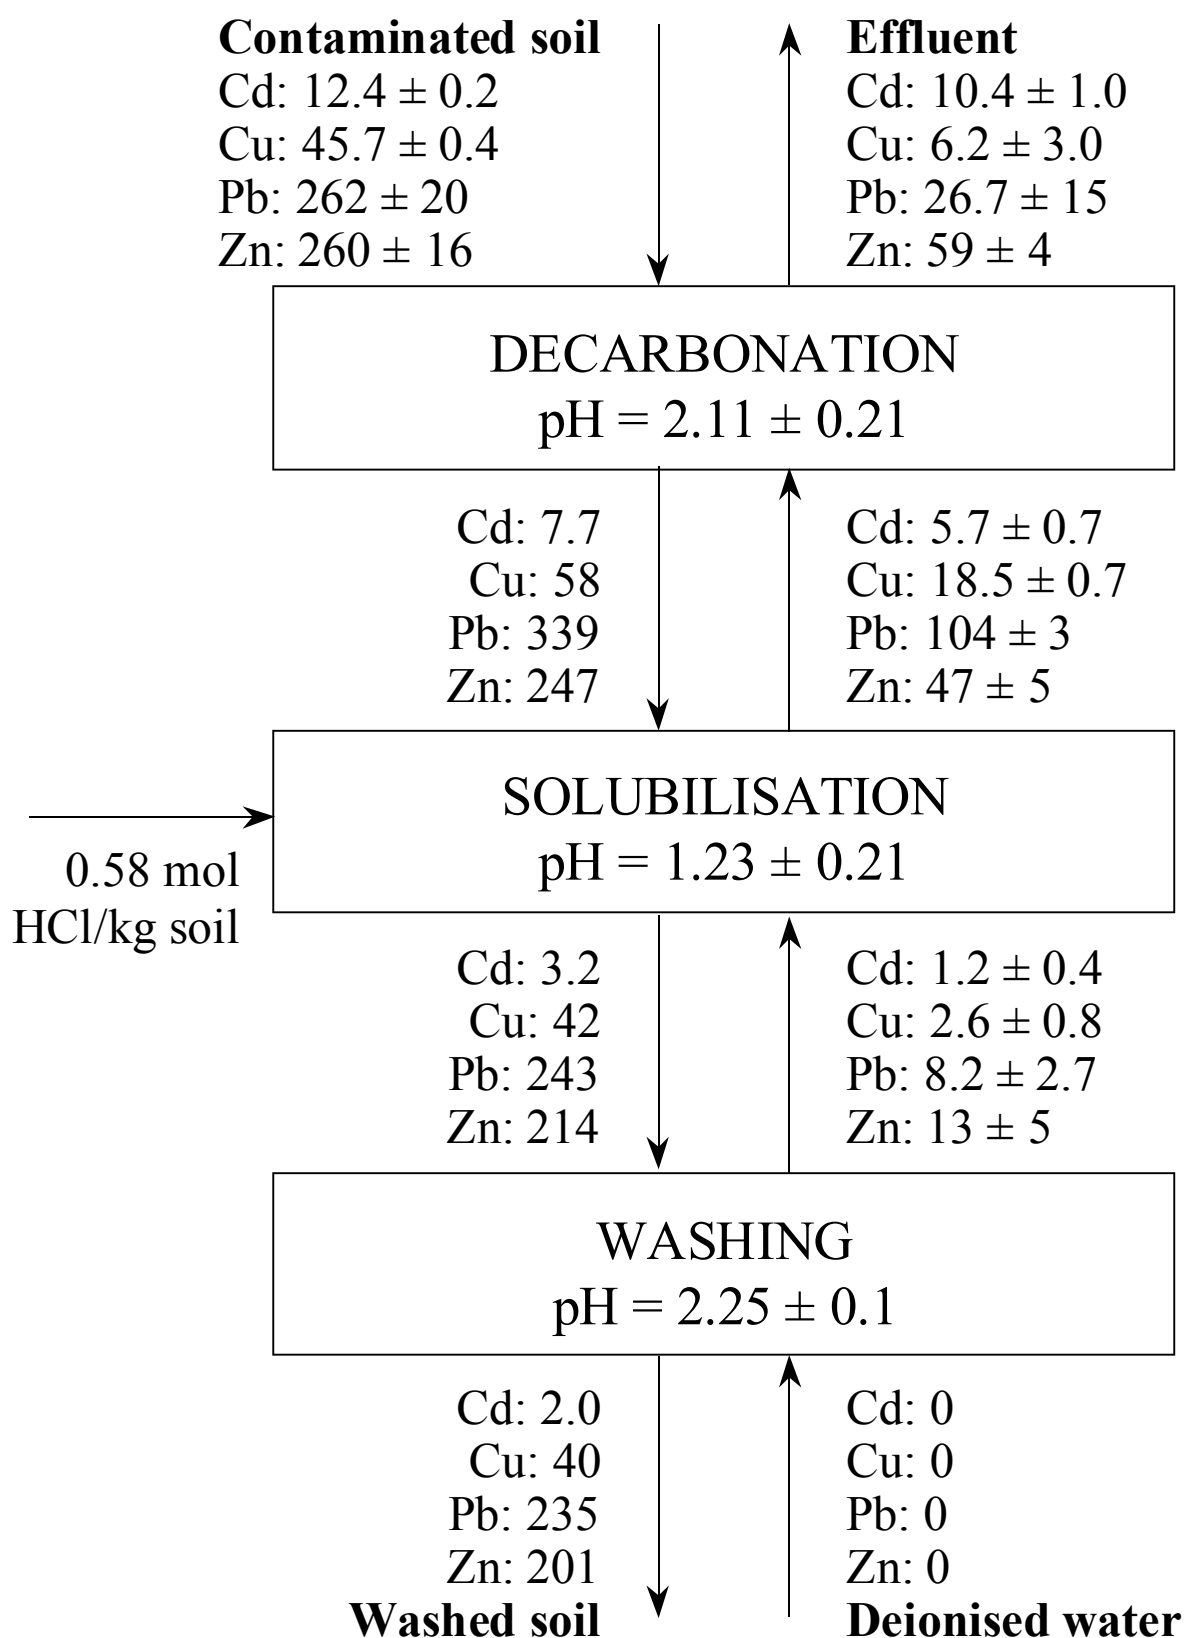 Contaminated soil
Cd: 12.4 ± 0.2
Cu: 45.7 ± 0.4
Pb: 262 ± 20
Zn: 260 ± 16
Effluent
Cd: 10.4 ± 1.0
Cu: 6.2 ± 3.0
Pb: 26.7 ± 15
Zn: 59 ± 4
DECARBONATION
pH = 2.11 ± 0.21
Cd: 7.7
Cu: 58
Pb: 339
Zn: 247
Cd: 5.7 ± 0.7
Cu: 18.5 ± 0.7
Pb: 104 ± 3
Zn: 47 ± 5
SOLUBILISATION
pH = 1.23 ± 0.21
0.58 mol
HCl/kg soil
Cd: 3.2
Cu: 42
Pb: 243
Zn: 214
Cd: 1.2 ± 0.4
Cu: 2.6 ± 0.8
Pb: 8.2 ± 2.7
Zn: 13 ± 5
WASHING
pH = 2.25 ± 0.1
Cd: 2.0
Cu: 40
Pb: 235
Zn: 201
Washed soil
Cd: 0
Cu: 0
Pb: 0
Zn: 0
Deionised water